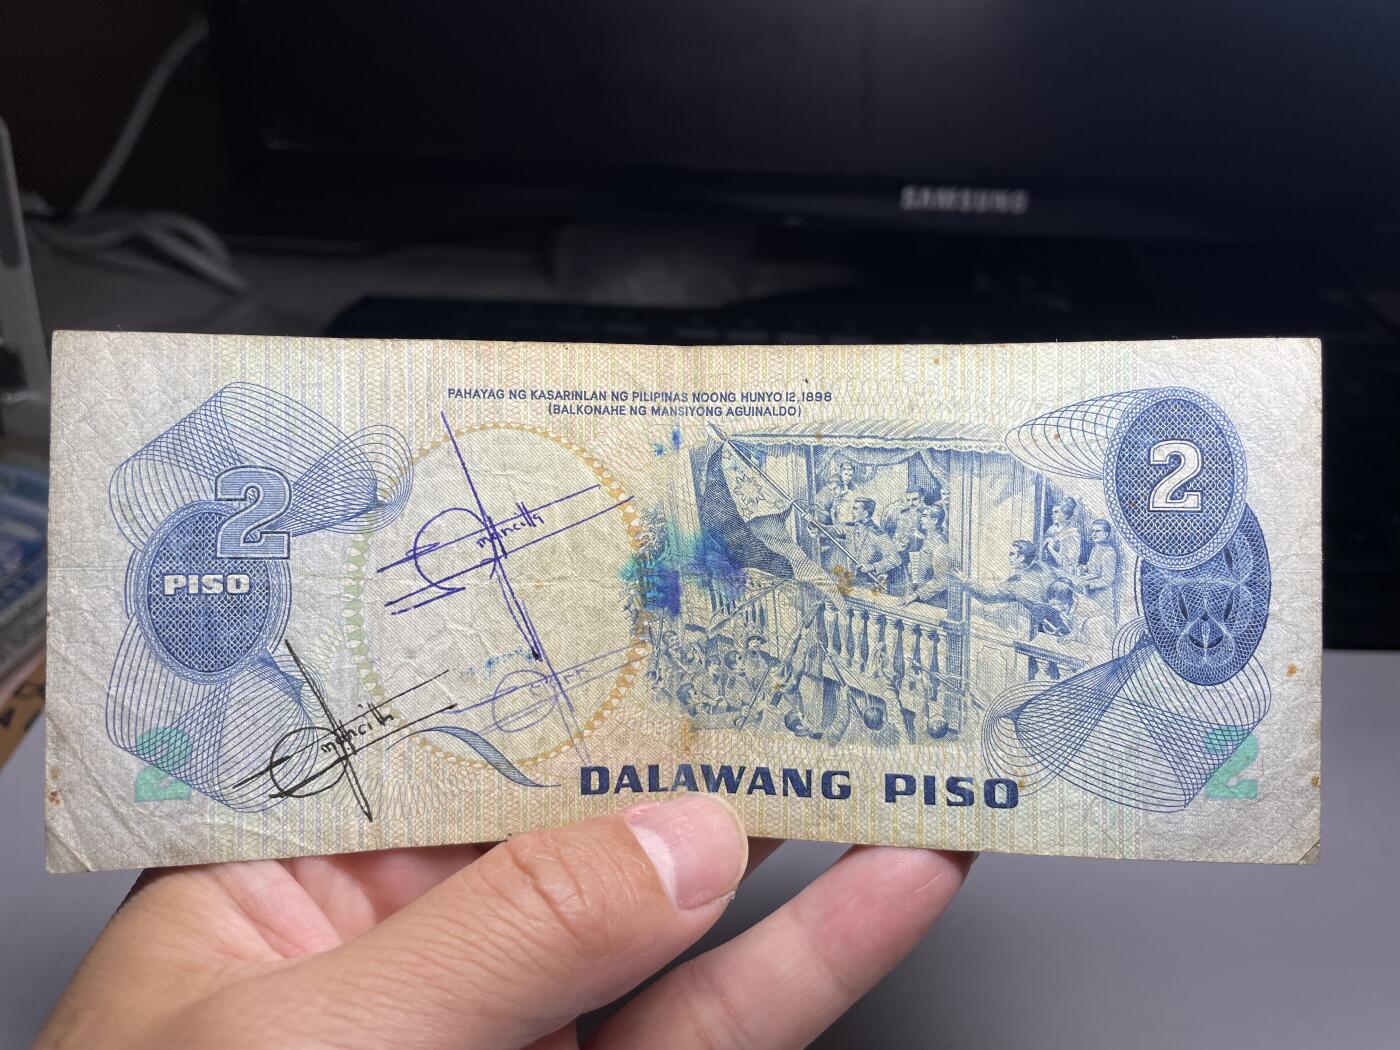 SAMSUNG
PAHAYAG NG KASARINLAN NG PILIPINAS NOONG HUNYO 12, 1898
(BALKONAHE NG MANSIYONG AGUINALDO)
2
2
PISO
2
2
DALAWANG PISO